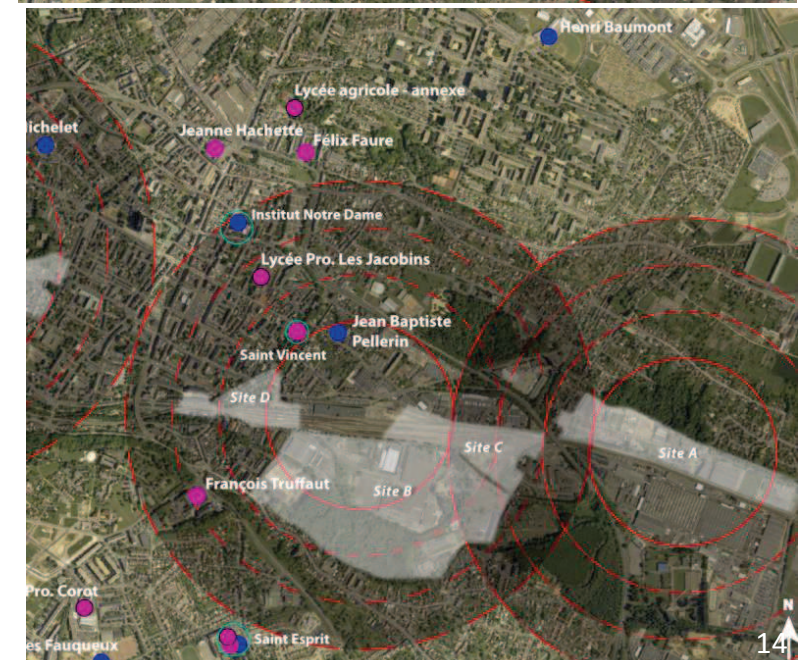 Henri Baumont
Lycée agricole - annexe
Jeanne Hachette
Félix Faure
ichelet
Institut Notre Dame
Lycée Pro. Les Jacobins
Jean Baptiste
Pellerin
Saint Vincent
Site D
Site C
Site A
Site B
François Truffaut
Pro. Corot
Saint Esprit
es Fauqueux
N
14